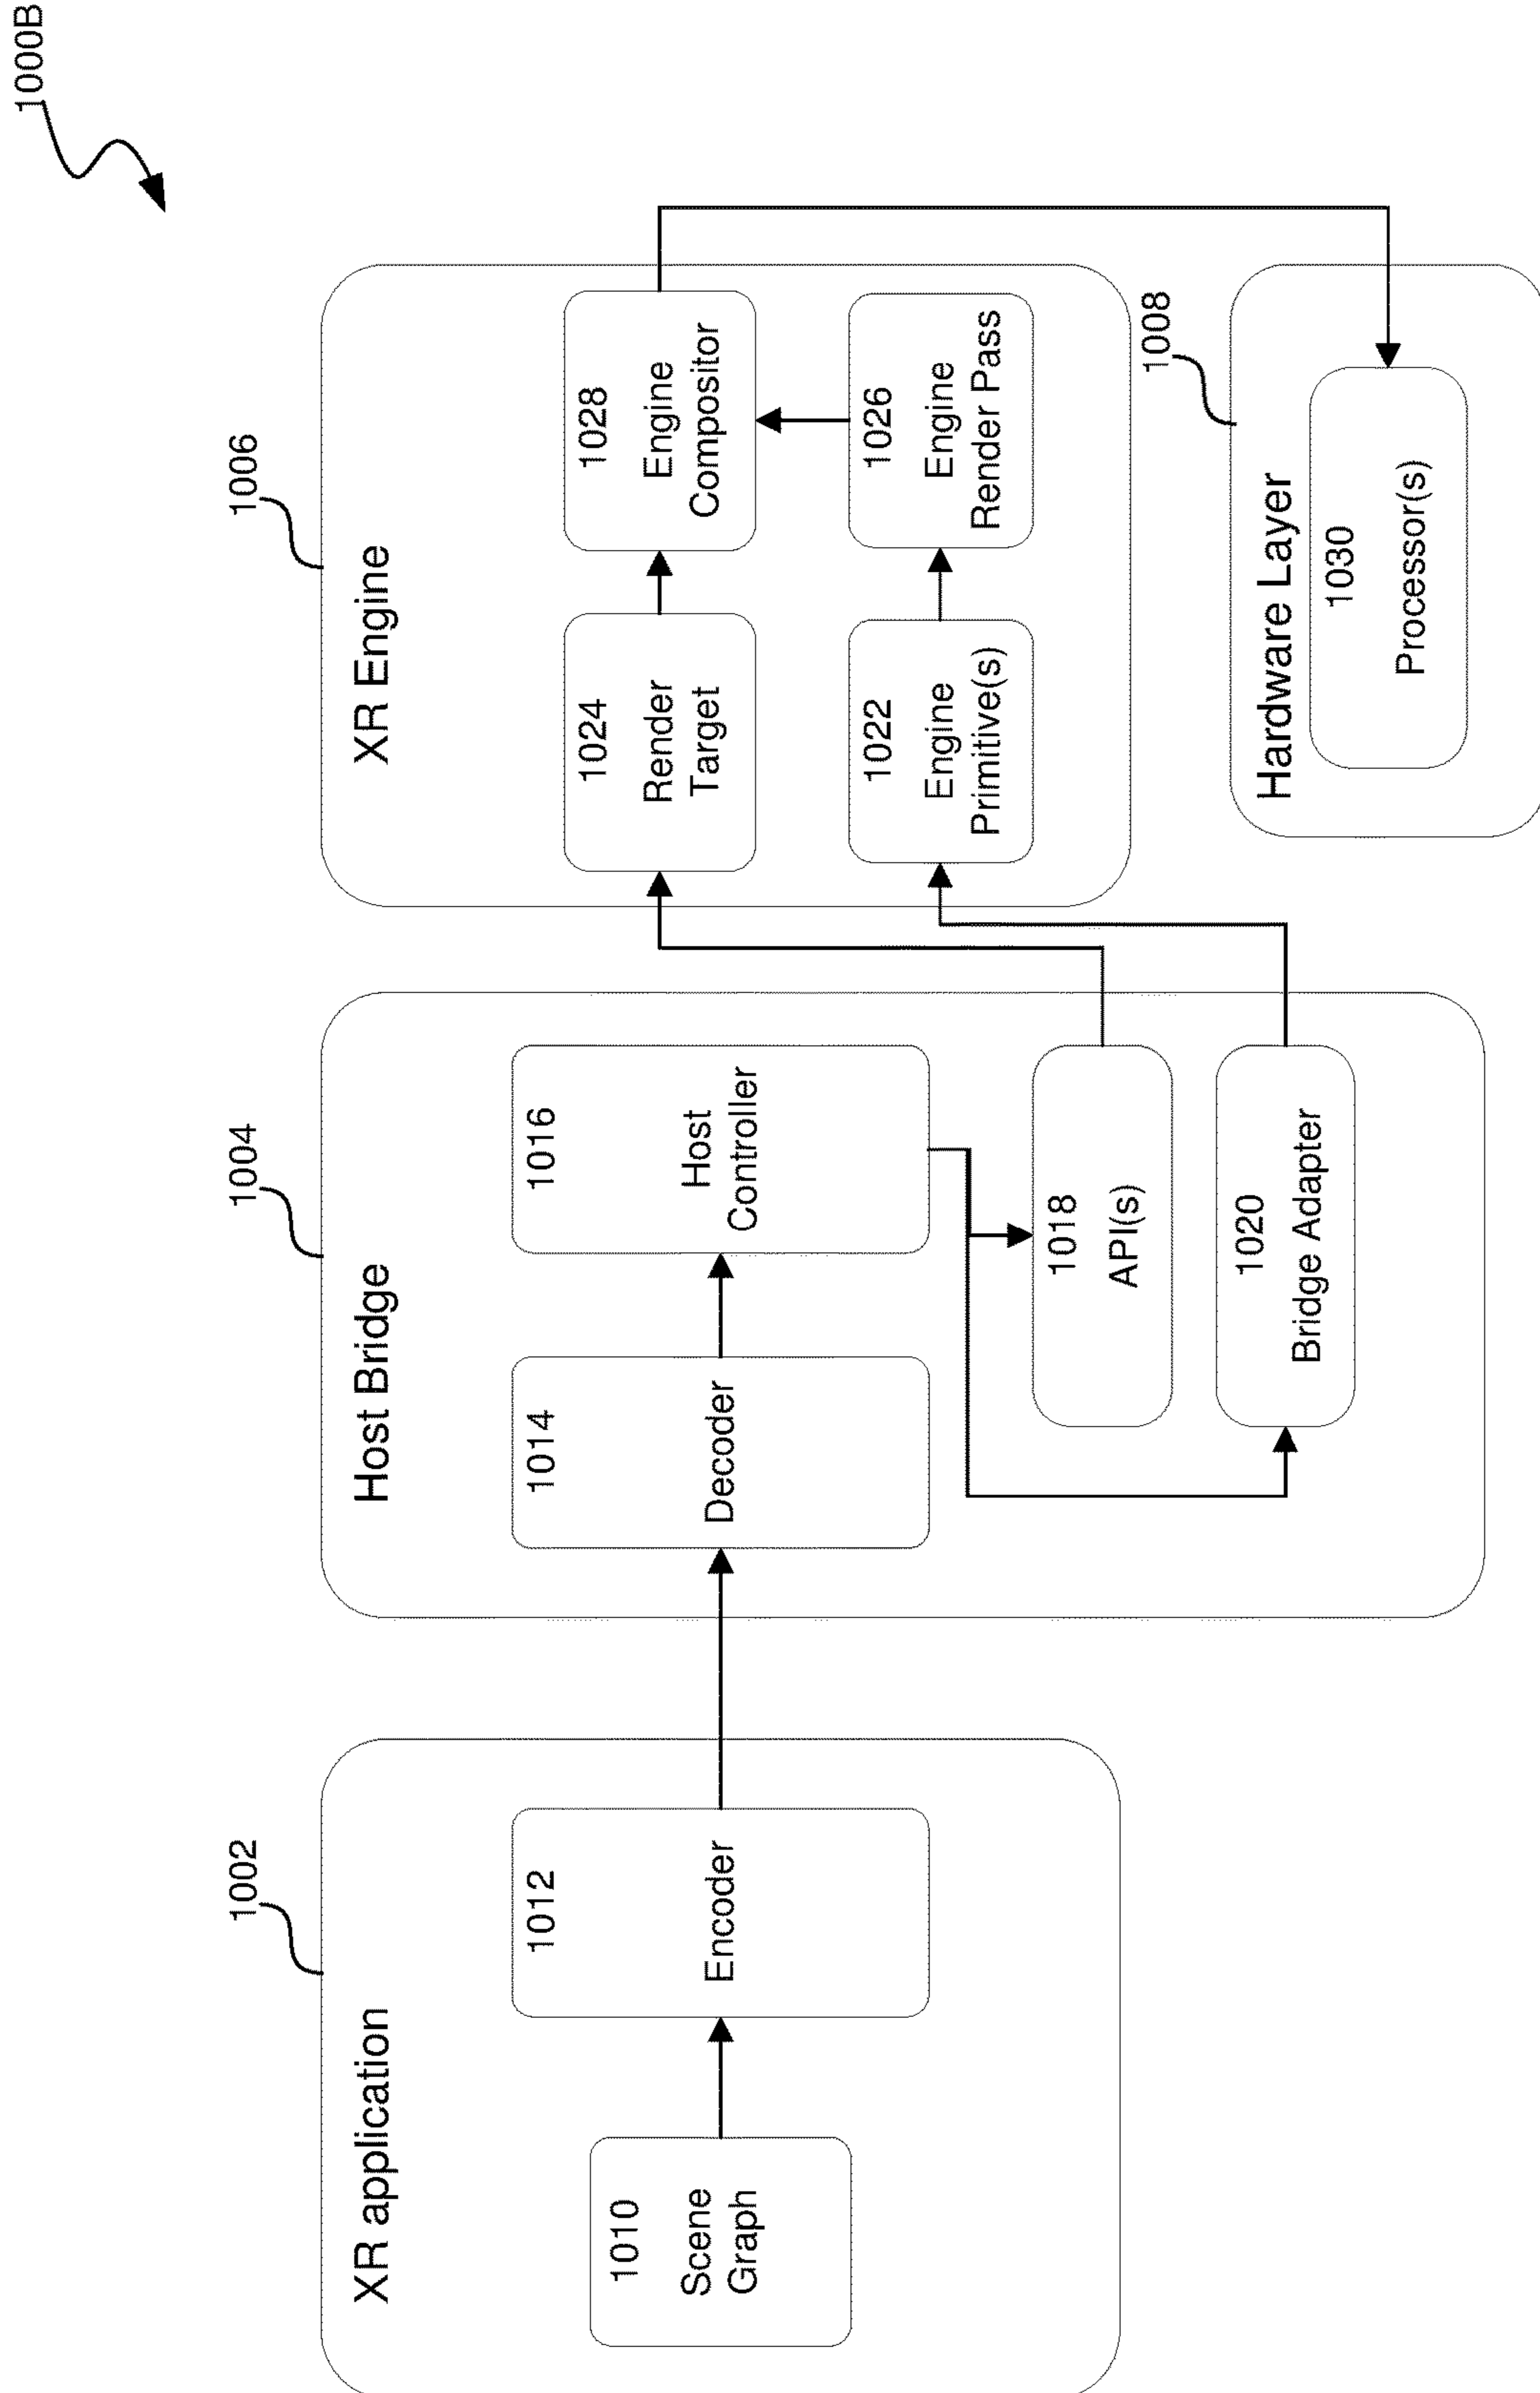 1000B
1002
XR application
1010
Scene
Graph
1012
Encoder
1004
Host Bridge
1014
Decoder
1016
Host
Controller
1018
API(s)
1020
Bridge Adapter
1006
XR Engine
1024
Render
Target
1028
Engine
Compositor
1022
Engine
Primitive(s)
1026
Engine
Render Pass
1008
Hardware Layer
1030
Processor(s)